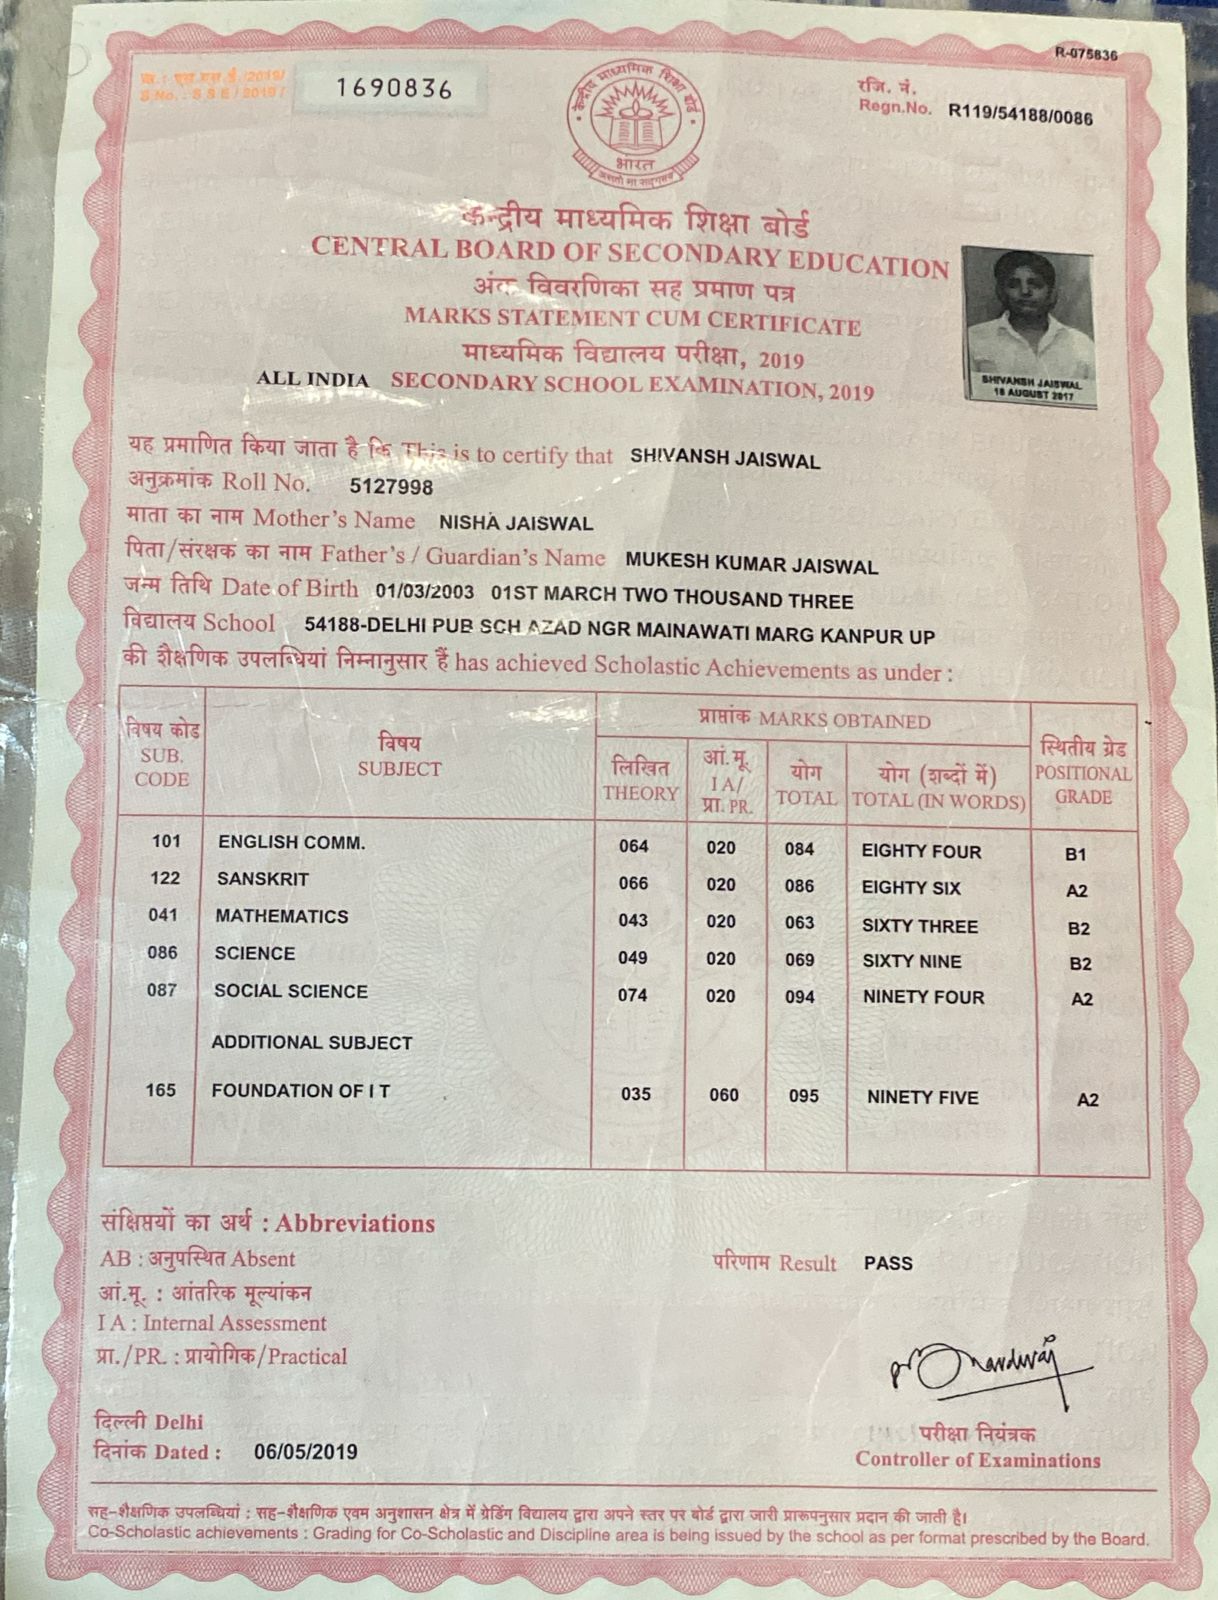 R-075836
क्र.: एस.एस.ई./2019/
S No. : S S E / 2019 /
1690836
रजि. नं.
Regn.No. R119/54188/0086
केन्द्रीय माध्यमिक शिक्षा बोर्ड
भारत
असतो मा सद्गमय
केन्द्रीय माध्यमिक शिक्षा बोर्ड
CENTRAL BOARD OF SECONDARY EDUCATION
अंक विवरणिका सह प्रमाण पत्र
MARKS STATEMENT CUM CERTIFICATE
माध्यमिक विद्यालय परीक्षा, 2019
ALL INDIA SECONDARY SCHOOL EXAMINATION, 2019
SHIVANSH JAISWAL
18 AUGUST 2017
यह प्रमाणित किया जाता है कि This is to certify that SHIVANSH JAISWAL
अनुक्रमांक Roll No. 5127998
माता का नाम Mother's Name NISHA JAISWAL
पिता/संरक्षक का नाम Father's / Guardian's Name MUKESH KUMAR JAISWAL
जन्म तिथि Date of Birth 01/03/2003 01ST MARCH TWO THOUSAND THREE
विद्यालय School 54188-DELHI PUB SCH AZAD NGR MAINAWATI MARG KANPUR UP
की शैक्षणिक उपलब्धियां निम्नानुसार हैं has achieved Scholastic Achievements as under :
विषय कोड SUB. CODE
विषय SUBJECT
प्राप्तांक MARKS OBTAINED
लिखित THEORY
आं.मू. I A/ प्रा. PR.
योग TOTAL
योग (शब्दों में) TOTAL (IN WORDS)
स्थितीय ग्रेड POSITIONAL GRADE
101 ENGLISH COMM. 064 020 084 EIGHTY FOUR B1
122 SANSKRIT 066 020 086 EIGHTY SIX A2
041 MATHEMATICS 043 020 063 SIXTY THREE B2
086 SCIENCE 049 020 069 SIXTY NINE B2
087 SOCIAL SCIENCE 074 020 094 NINETY FOUR A2
ADDITIONAL SUBJECT
165 FOUNDATION OF I T 035 060 095 NINETY FIVE A2
संक्षिप्तयों का अर्थ : Abbreviations
AB : अनुपस्थित Absent
परिणाम Result PASS
आं.मू. : आंतरिक मूल्यांकन
I A : Internal Assessment
प्रा./PR. : प्रायोगिक/Practical
दिल्ली Delhi
दिनांक Dated : 06/05/2019
परीक्षा नियंत्रक
Controller of Examinations
सह-शैक्षणिक उपलब्धियां : सह-शैक्षणिक एवम अनुशासन क्षेत्र में ग्रेडिंग विद्यालय द्वारा अपने स्तर पर बोर्ड द्वारा जारी प्रारूपनुसार प्रदान की जाती है।
Co-Scholastic achievements : Grading for Co-Scholastic and Discipline area is being issued by the school as per format prescribed by the Board.